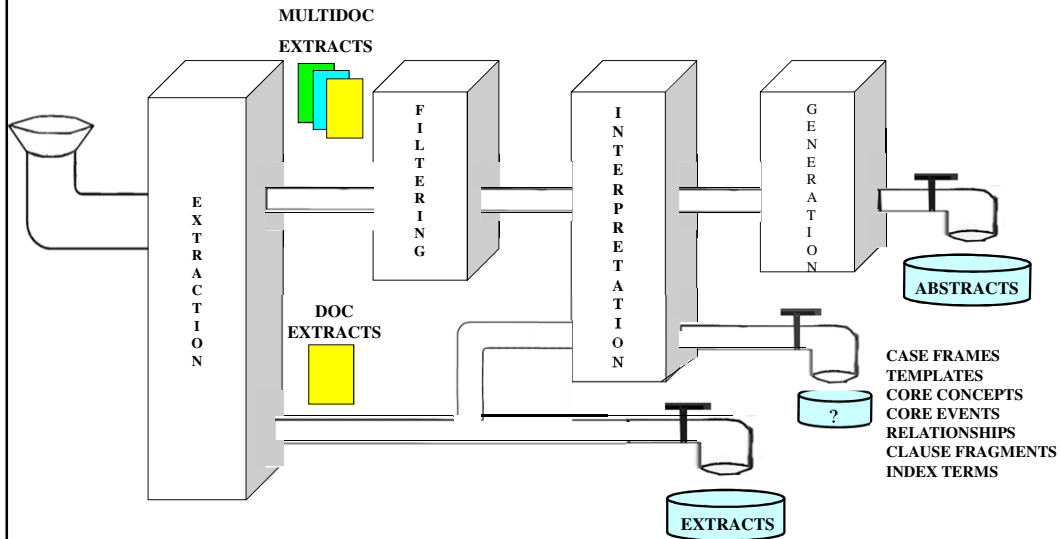 MULTIDOC
EXTRACTS
EXTRACTION
FILTERING
INTERPRETATION
GENERATION
ABSTRACTS
DOC
EXTRACTS
?
CASE FRAMES
TEMPLATES
CORE CONCEPTS
CORE EVENTS
RELATIONSHIPS
CLAUSE FRAGMENTS
INDEX TERMS
EXTRACTS